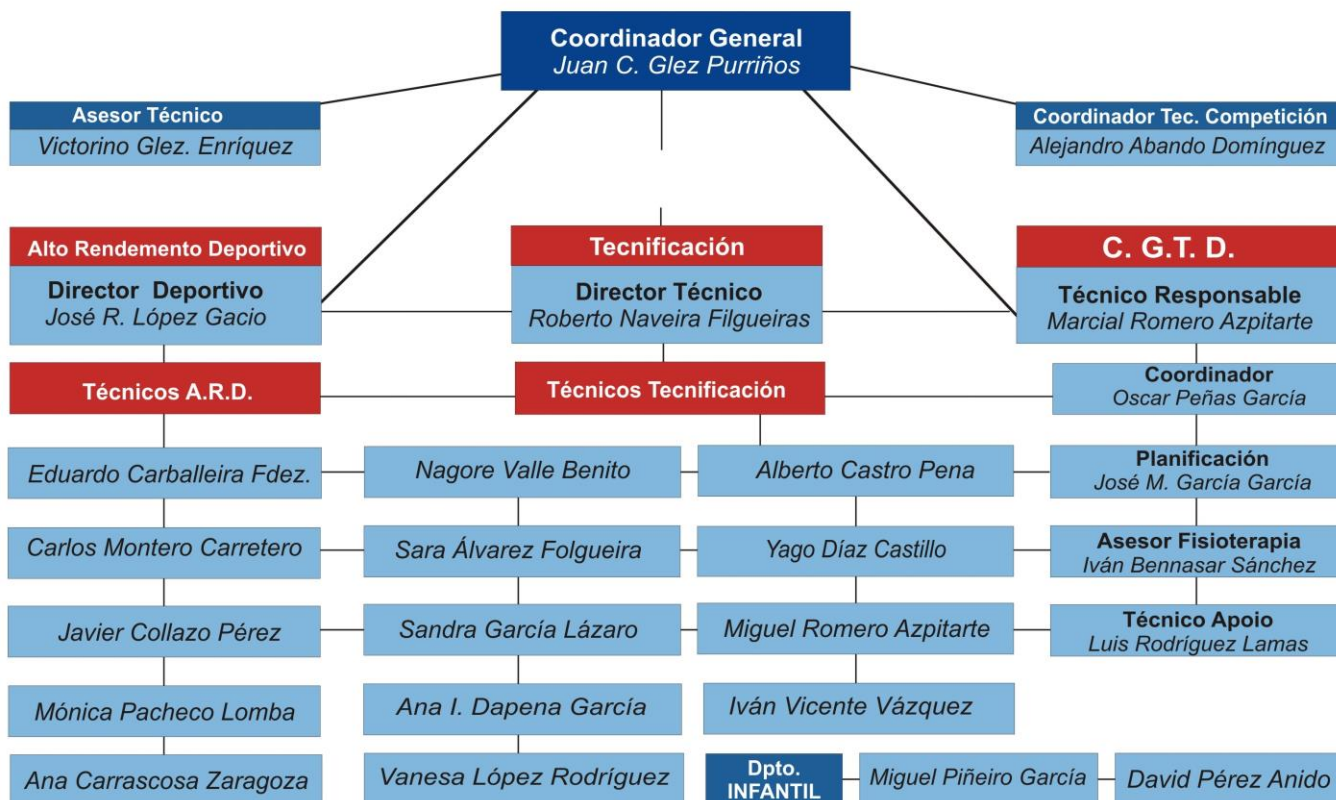 Coordinador General
Juan C. Glez Purriños
Asesor Técnico
Victorino Glez. Enríquez
Coordinador Tec. Competición
Alejandro Abando Domínguez
Alto Rendemento Deportivo
Director Deportivo
José R. López Gacio
Tecnificación
Director Técnico
Roberto Naveira Filgueiras
C. G.T. D.
Técnico Responsable
Marcial Romero Azpitarte
Técnicos A.R.D.
Técnicos Tecnificación
Coordinador
Oscar Peñas García
Eduardo Carballeira Fdez.
Nagore Valle Benito
Alberto Castro Pena
Planificación
José M. García García
Carlos Montero Carretero
Sara Álvarez Folgueira
Yago Díaz Castillo
Asesor Fisioterapia
Iván Bennasar Sánchez
Javier Collazo Pérez
Sandra García Lázaro
Miguel Romero Azpitarte
Técnico Apoio
Luis Rodríguez Lamas
Mónica Pacheco Lomba
Ana I. Dapena García
Iván Vicente Vázquez
Ana Carrascosa Zaragoza
Vanesa López Rodríguez
Dpto.
INFANTIL
Miguel Piñeiro García
David Pérez Anido